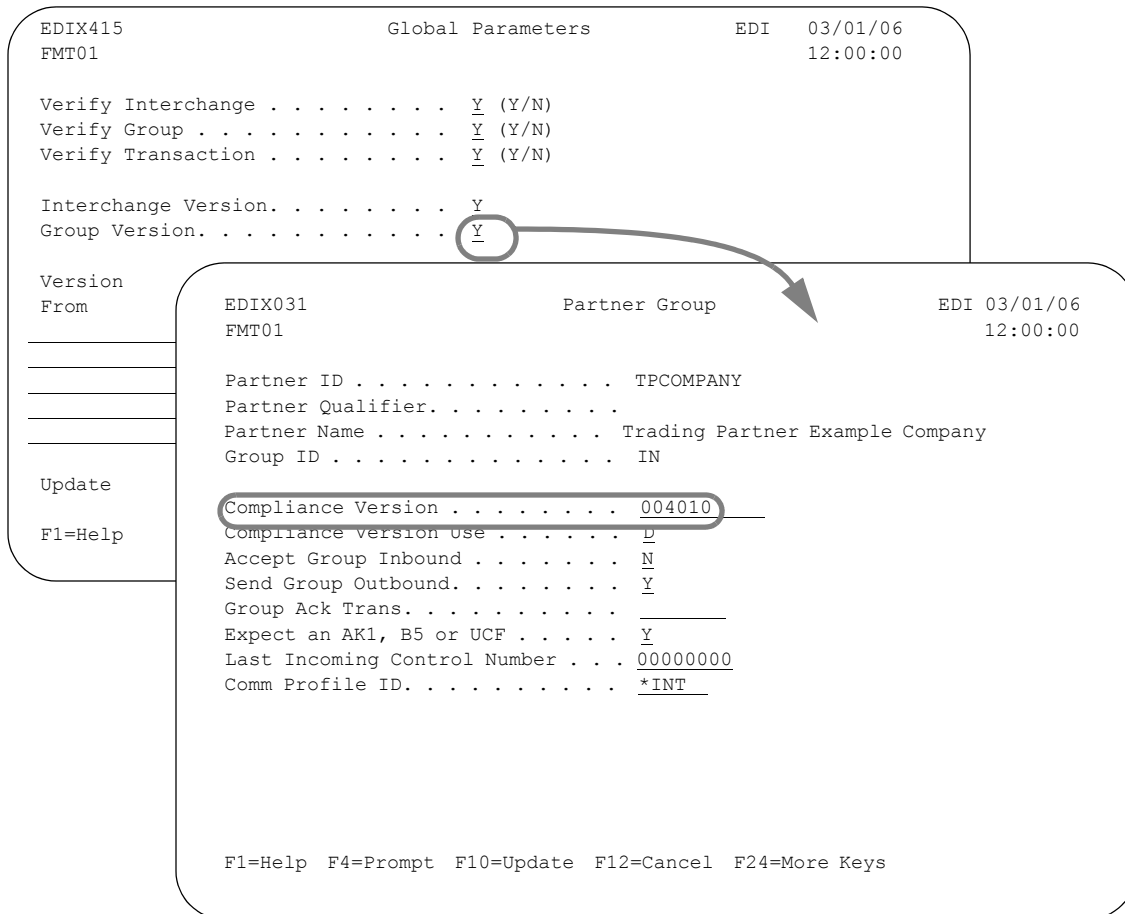 EDIX415 Global Parameters EDI 03/01/06
FMT01 12:00:00
Verify Interchange . . . . . . . . Y (Y/N)
Verify Group . . . . . . . . . . . Y (Y/N)
Verify Transaction . . . . . . . . Y (Y/N)
Interchange Version. . . . . . . . Y
Group Version. . . . . . . . . . . Y
Version
From
Update
F1=Help
EDIX031 Partner Group EDI 03/01/06
FMT01 12:00:00
Partner ID . . . . . . . . . . . . TPCOMPANY
Partner Qualifier. . . . . . . . .
Partner Name . . . . . . . . . . . Trading Partner Example Company
Group ID . . . . . . . . . . . . . IN
Compliance Version . . . . . . . . 004010
Compliance Version Use . . . . . . D
Accept Group Inbound . . . . . . . N
Send Group Outbound. . . . . . . . Y
Group Ack Trans. . . . . . . . . .
Expect an AK1, B5 or UCF . . . . . Y
Last Incoming Control Number . . . 00000000
Comm Profile ID. . . . . . . . . . *INT
F1=Help F4=Prompt F10=Update F12=Cancel F24=More Keys